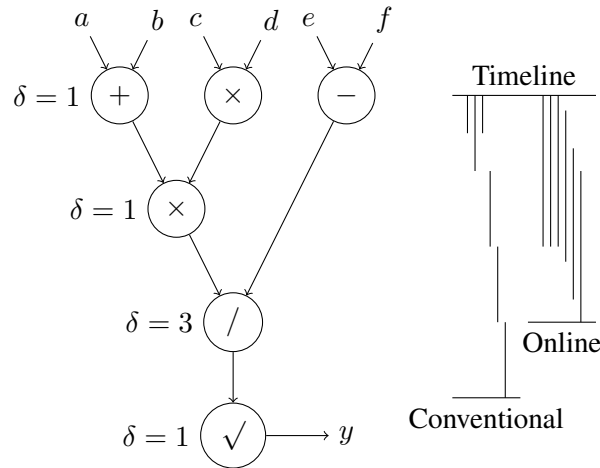 a b c d e f
Timeline
δ = 1 + × −
δ = 1 ×
δ = 3 /
Online
Conventional
δ = 1 √ y